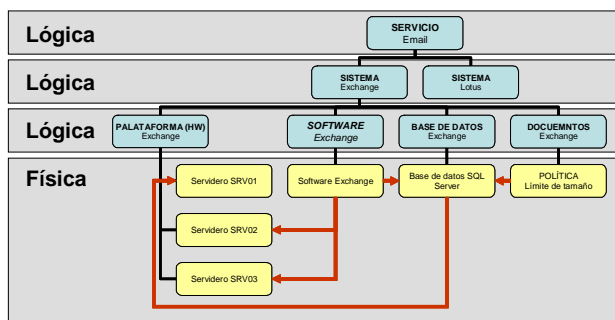 Lógica
SERVICIO
Email
Lógica
SISTEMA
Exchange
SISTEMA
Lotus
Lógica
PALATAFORMA (HW)
Exchange
SOFTWARE
Exchange
BASE DE DATOS
Exchange
DOCUEMNTOS
Exchange
Física
Servidero SRV01
Software Exchange
Base de datos SQL
Server
POLÍTICA
Límite de tamaño
Servidero SRV02
Servidero SRV03